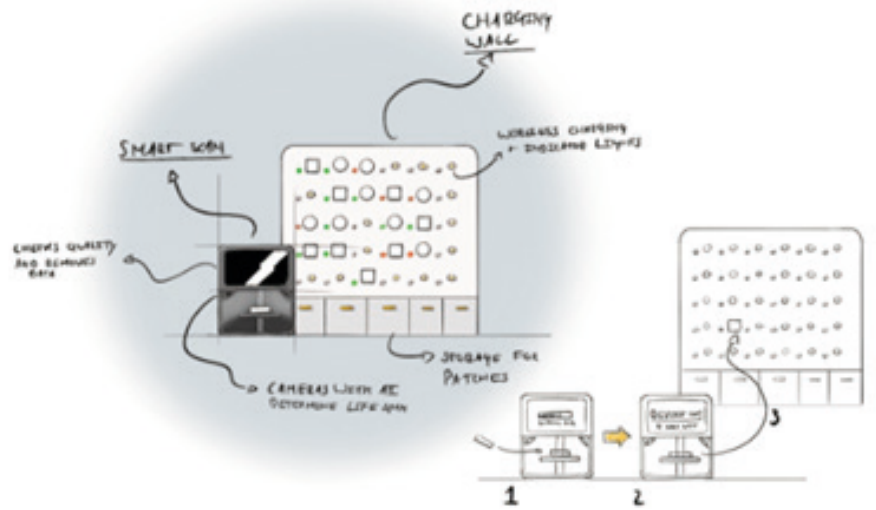 CHARGING
WALL
WIRELESS CHARGING
+ INDICATOR LIGHTS
SMART
CHECKS QUALITY
AND REMOVES
DATA
STORAGE FOR
PATCHES
CAMERAS WITH AI
DETERMINE LIFE SPAN
3
1
2